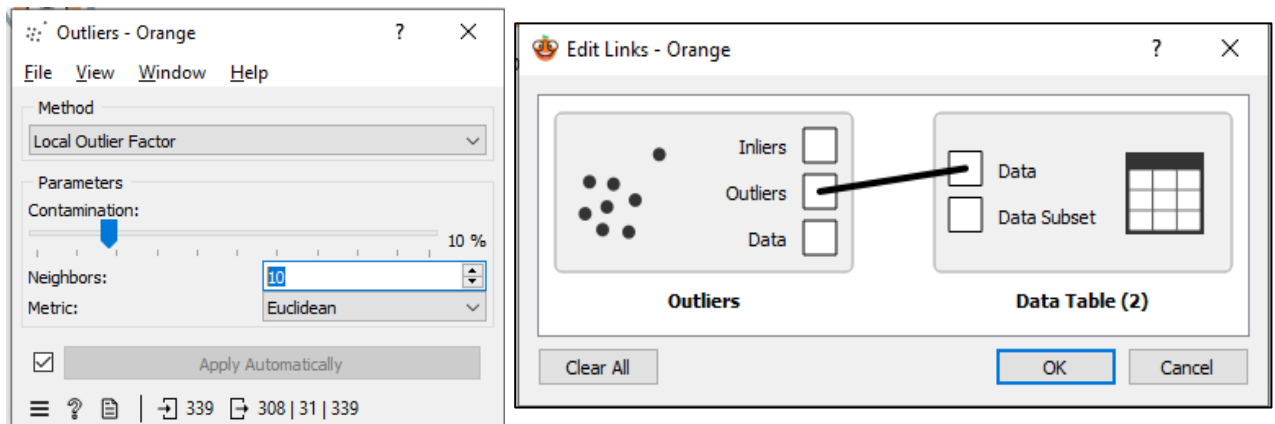 Outliers - Orange
?
File View Window Help
Method
Local Outlier Factor
Parameters
Contamination:
10 %
Neighbors: 10
Metric: Euclidean
Apply Automatically
? 339 308 | 31 | 339
Edit Links - Orange
?
Inliers
Outliers
Data
Data
Data Subset
Outliers
Data Table (2)
Clear All
OK
Cancel